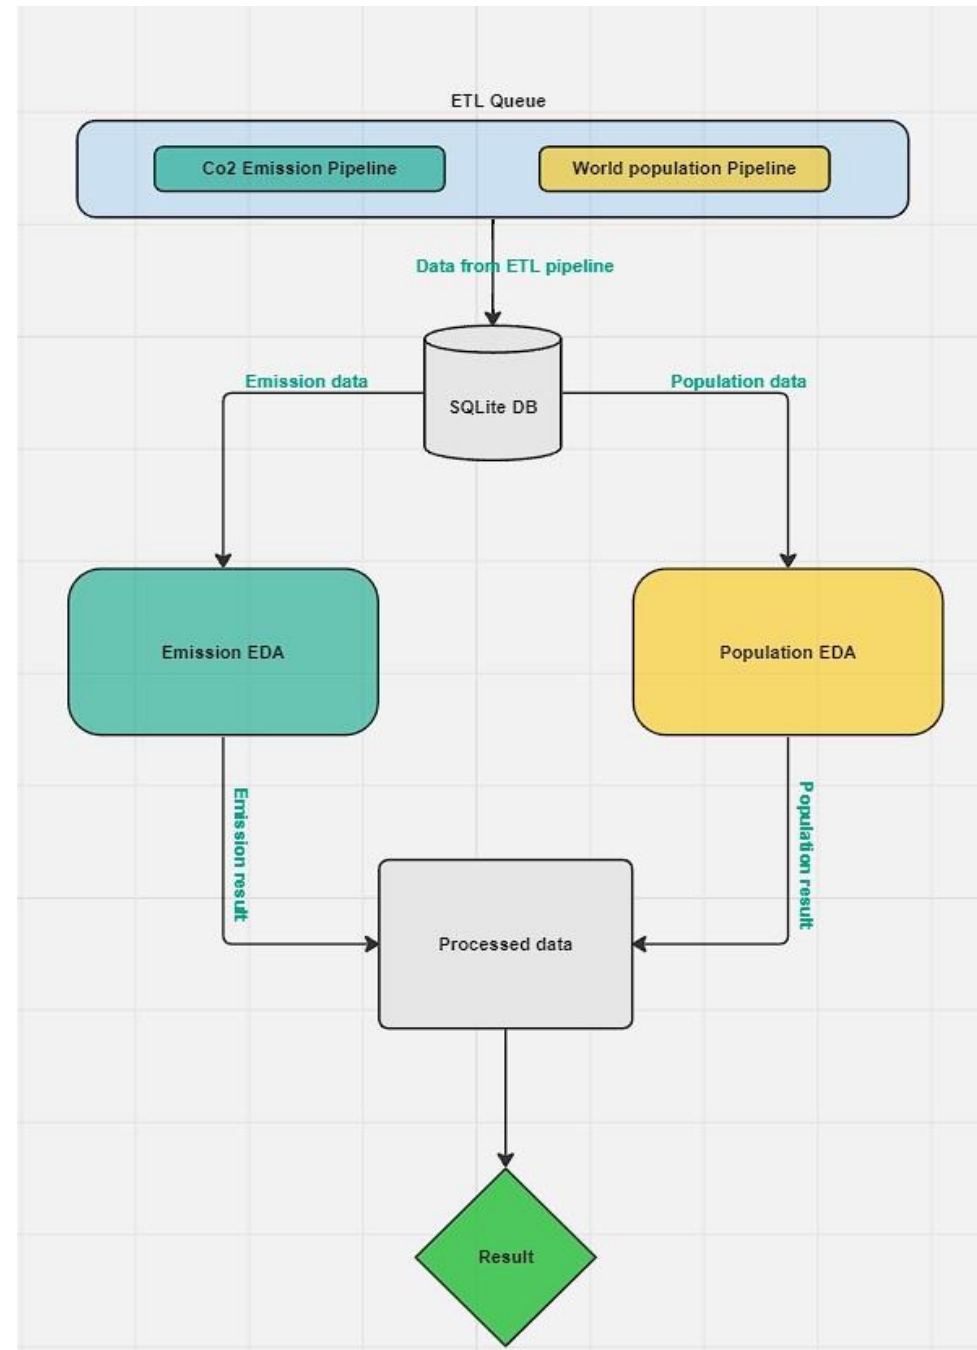 ETL Queue
Co2 Emission Pipeline
World population Pipeline
Data from ETL pipeline
Emission data
Population data
SQLite DB
Emission EDA
Population EDA
Emission result
Population result
Processed data
Result